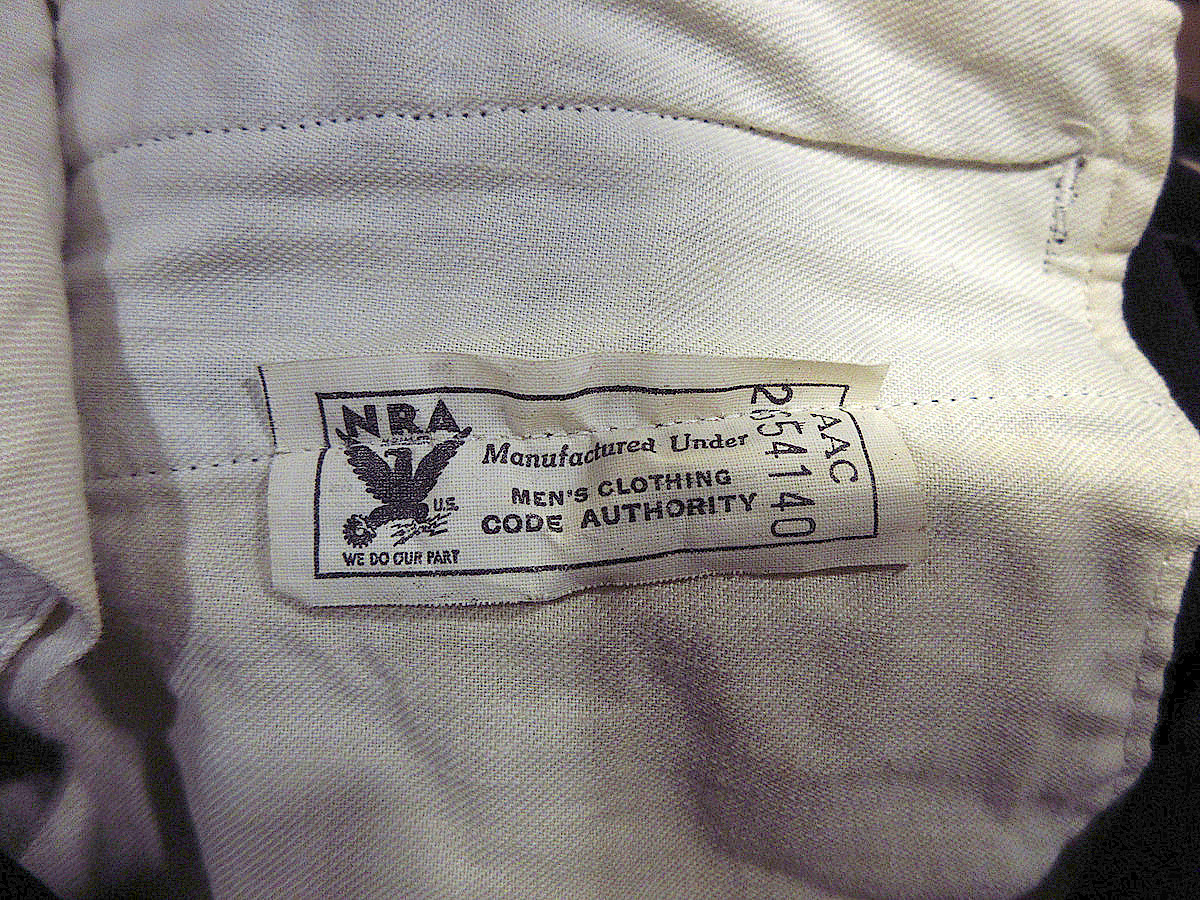 NRA
U.S.
WE DO OUR PART
Manufactured Under
MEN'S CLOTHING
CODE AUTHORITY
AAC
2654140